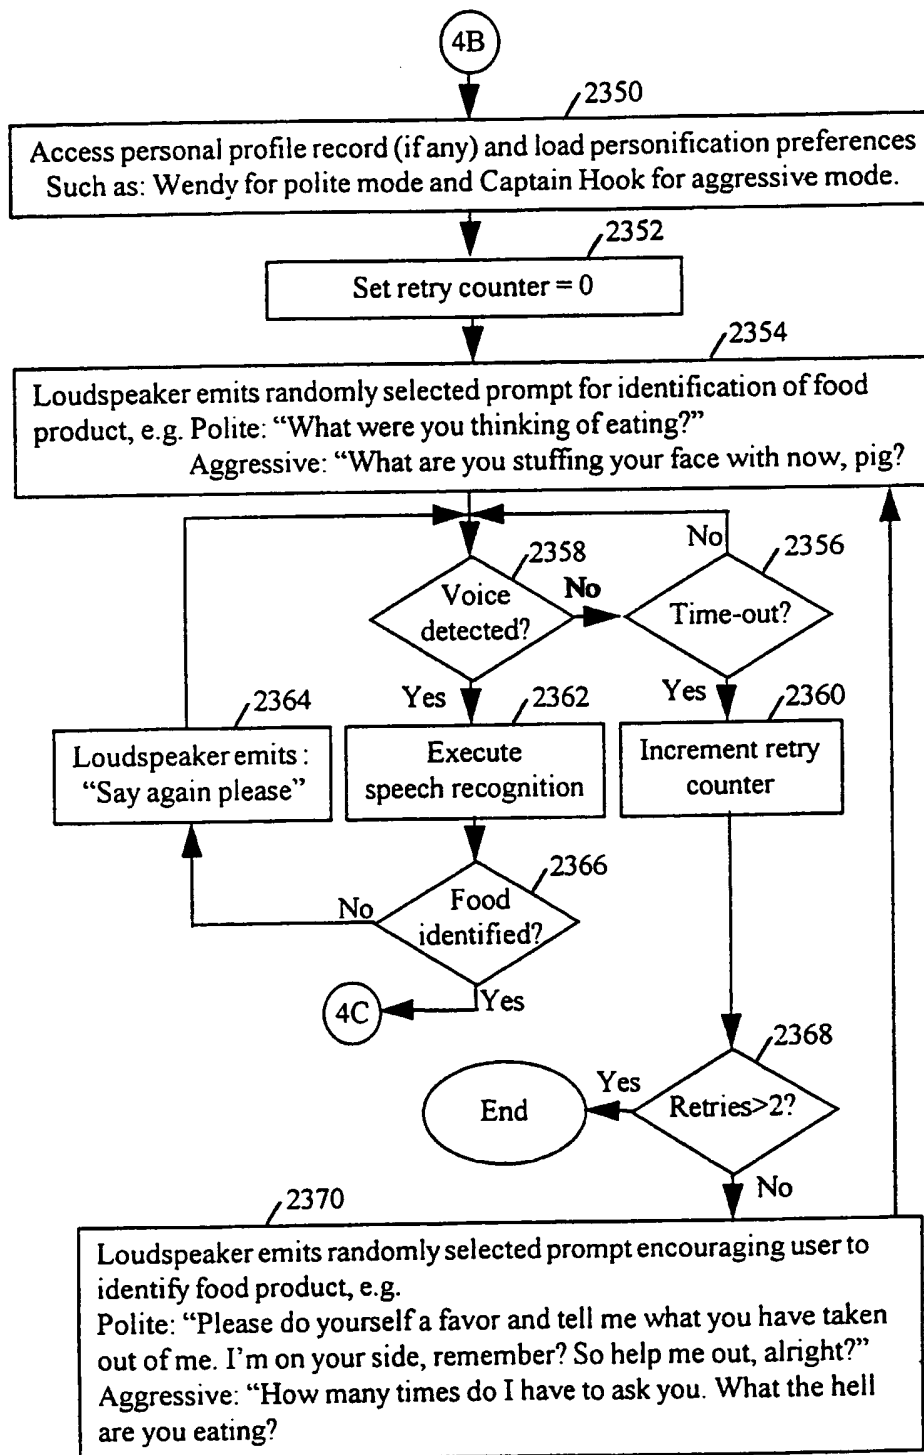 4B
2350
Access personal profile record (if any) and load personification preferences
Such as: Wendy for polite mode and Captain Hook for aggressive mode.
2352
Set retry counter = 0
2354
Loudspeaker emits randomly selected prompt for identification of food
product, e.g. Polite: “What were you thinking of eating?”
Aggressive: “What are you stuffing your face with now, pig?
No
2356
2358
Voice
detected?
No
Time-out?
Yes
Yes
2364
2362
2360
Loudspeaker emits :
“Say again please”
Execute
speech recognition
Increment retry
counter
2366
No
Food
identified?
Yes
4C
2368
End
Yes
Retries>2?
No
2370
Loudspeaker emits randomly selected prompt encouraging user to
identify food product, e.g.
Polite: “Please do yourself a favor and tell me what you have taken
out of me. I’m on your side, remember? So help me out, alright?”
Aggressive: “How many times do I have to ask you. What the hell
are you eating?